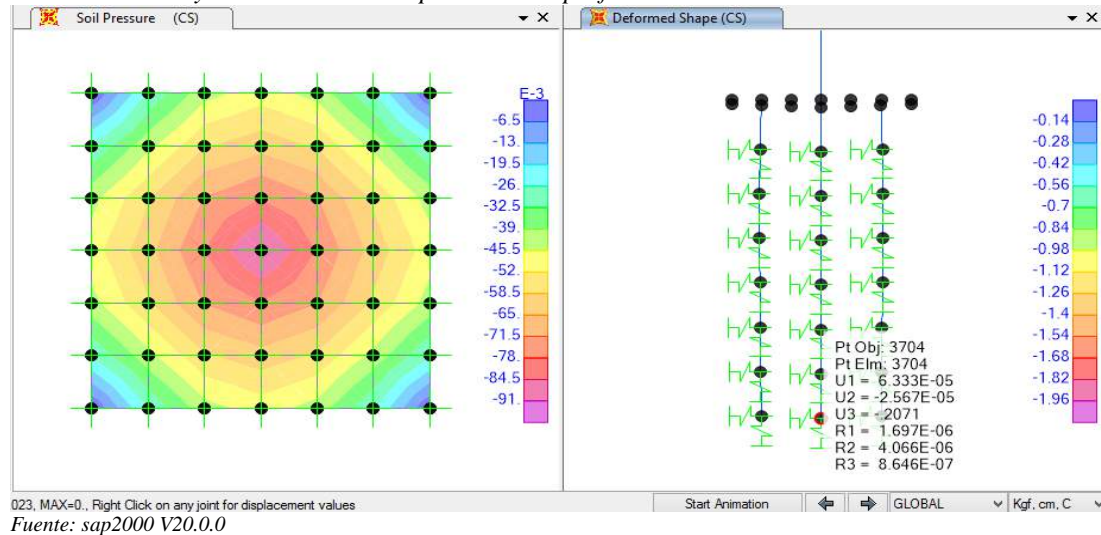 Soil Pressure (CS)
Deformed Shape (CS)
E-3
-6.5
-13.
-19.5
-26.
-32.5
-39.
-45.5
-52.
-58.5
-65.
-71.5
-78.
-84.5
-91.
-0.14
-0.28
-0.42
-0.56
-0.7
-0.84
-0.98
-1.12
-1.26
-1.4
-1.54
-1.68
-1.82
-1.96
Pt Obj: 3704
Pt Elm: 3704
U1 = 6.333E-05
U2 = -2.567E-05
U3 = -.2071
R1 = 1.697E-06
R2 = 4.066E-06
R3 = 8.646E-07
023, MAX=0., Right Click on any joint for displacement values
Start Animation
GLOBAL
Kgf, cm, C
Fuente: sap2000 V20.0.0